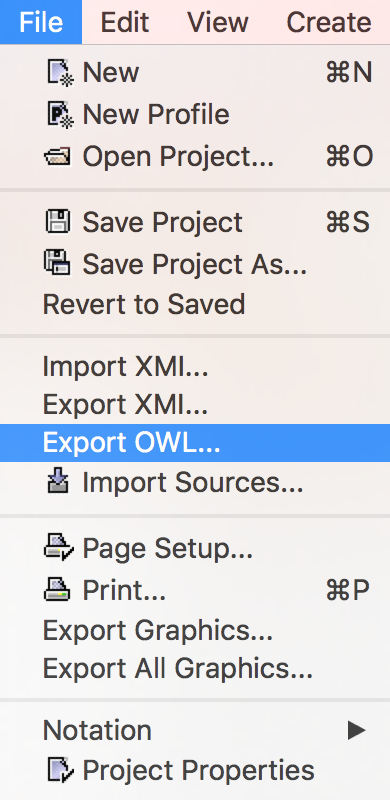 File Edit View Create
New ⌘N
New Profile
Open Project... ⌘O
Save Project ⌘S
Save Project As...
Revert to Saved
Import XMI...
Export XMI...
Export OWL...
Import Sources...
Page Setup...
Print... ⌘P
Export Graphics...
Export All Graphics...
Notation ▶
Project Properties